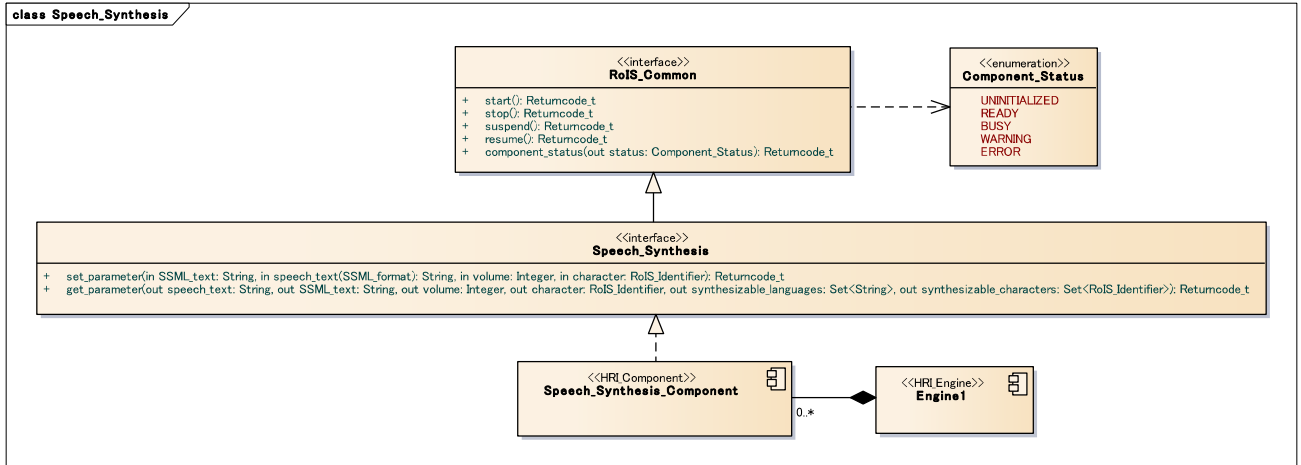 class Speech_Synthesis
<<interface>>
RoIS_Common
+ start(): Returncode_t
+ stop(): Returncode_t
+ suspend(): Returncode_t
+ resume(): Returncode_t
+ component_status(out status: Component_Status): Returncode_t
<<enumeration>>
Component_Status
UNINITIALIZED
READY
BUSY
WARNING
ERROR
<<interface>>
Speech_Synthesis
+ set_parameter(in SSML_text: String, in speech_text(SSML_format): String, in volume: Integer, in character: RoIS_Identifier): Returncode_t
+ get_parameter(out speech_text: String, out SSML_text: String, out volume: Integer, out character: RoIS_Identifier, out synthesizable_languages: Set<String>, out synthesizable_characters: Set<RoIS_Identifier>): Returncode_t
<<HRI_Component>>
Speech_Synthesis_Component
0..*
<<HRI_Engine>>
Engine1